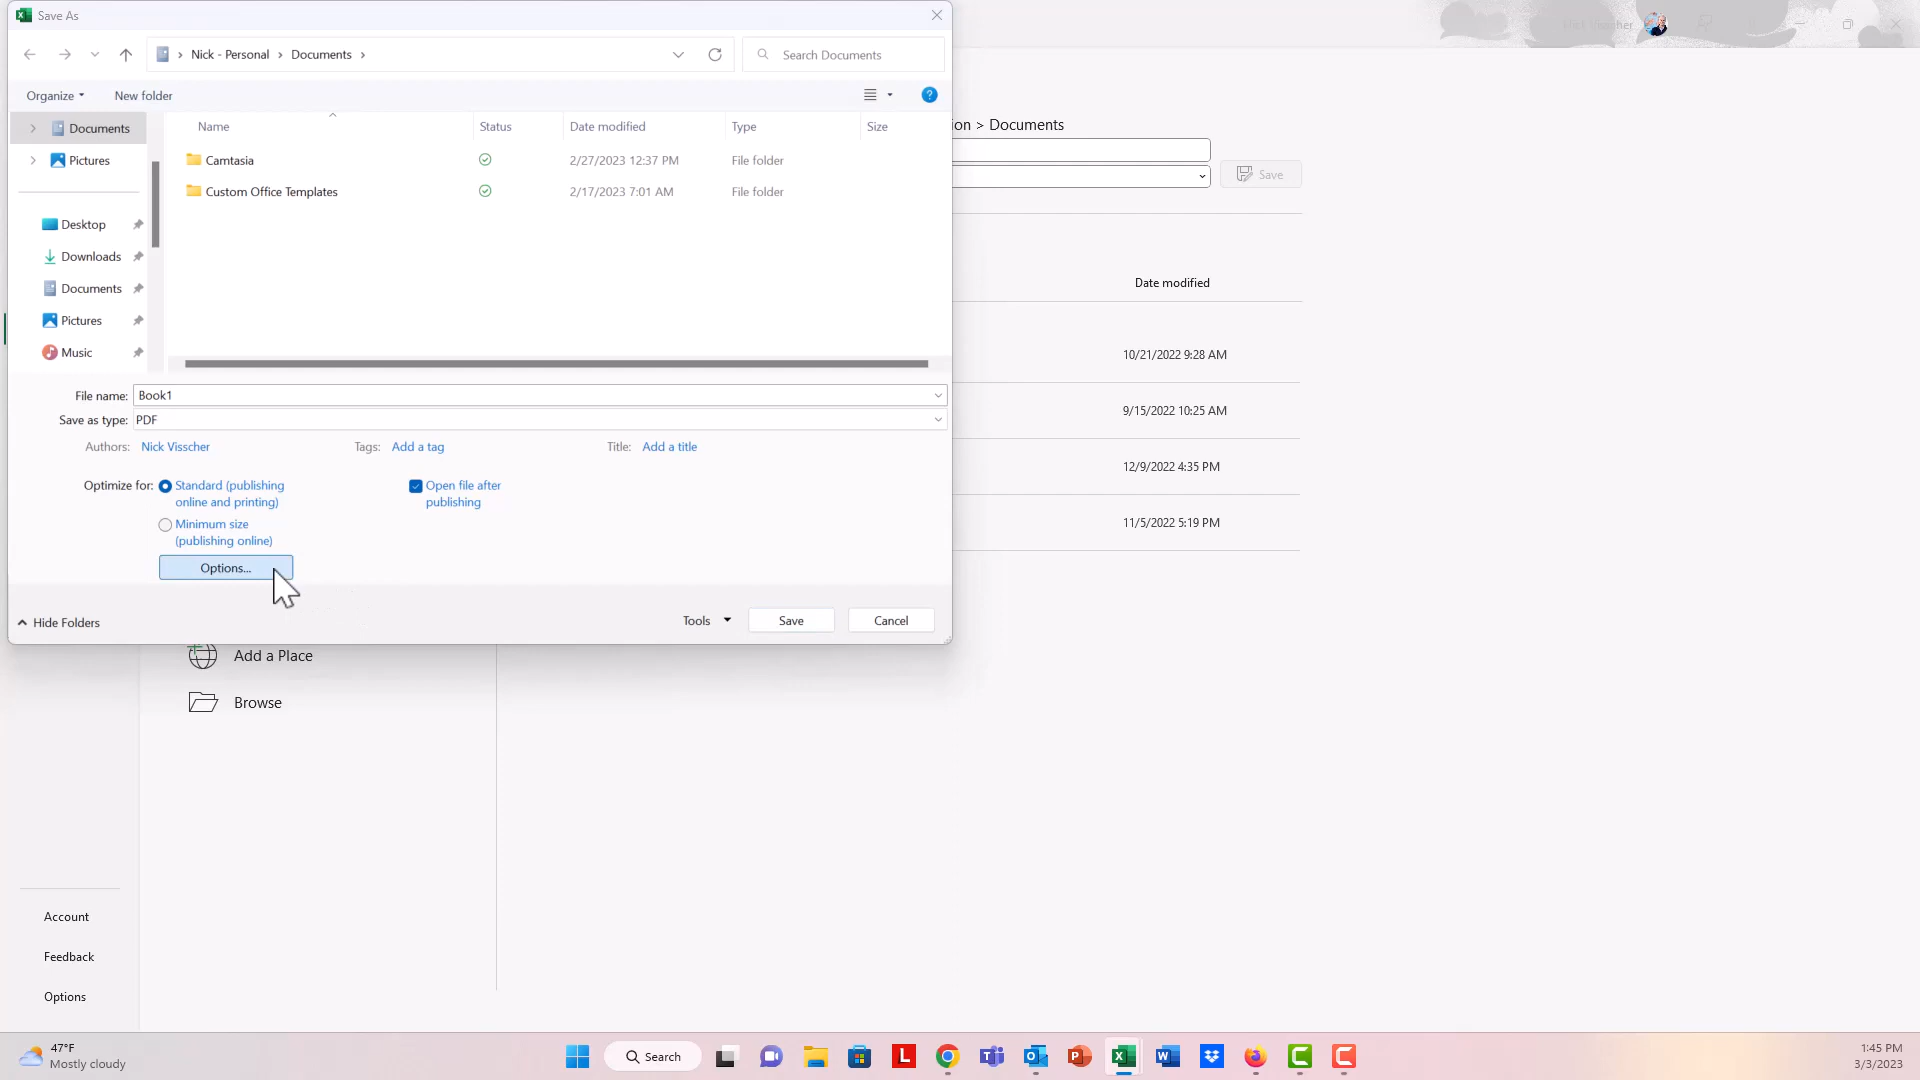 Save As
Nick - Personal > Documents >
Search Documents
Organize
New folder
ion > Documents
Documents
Name
Status
Date modified
Type
Size
Pictures
Camtasia
2/27/2023 12:37 PM
File folder
Save
Custom Office Templates
2/17/2023 7:01 AM
File folder
Desktop
Downloads
Documents
Date modified
Pictures
Music
10/21/2022 9:28 AM
File name: Book1
Save as type: PDF
9/15/2022 10:25 AM
Authors: Nick Visscher
Tags: Add a tag
Title: Add a title
12/9/2022 4:35 PM
Optimize for:
Standard (publishing
online and printing)
Open file after
publishing
Minimum size
(publishing online)
11/5/2022 5:19 PM
Options...
Hide Folders
Tools
Save
Cancel
Add a Place
Browse
Account
Feedback
Options
47°F
Mostly cloudy
Search
1:45 PM
3/3/2023